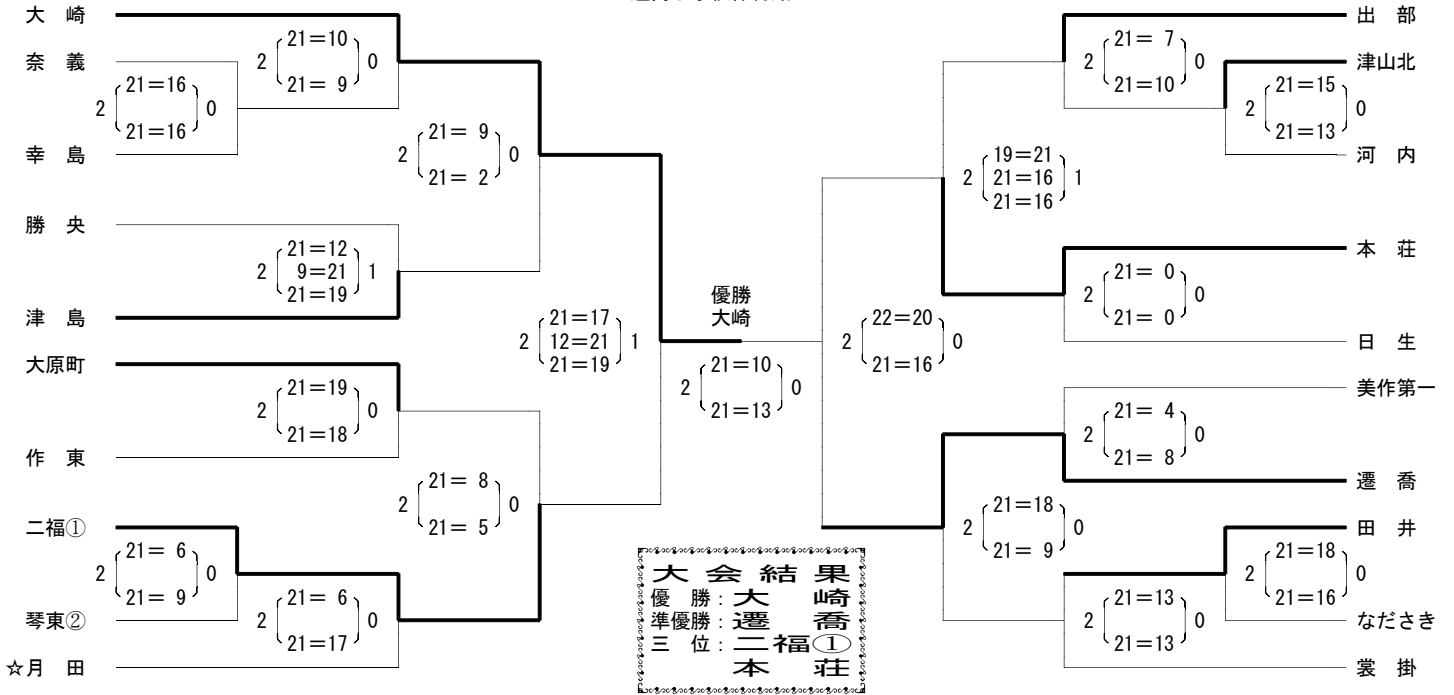 大 崎
奈 義
幸 島
勝 央
津 島
大原町
作 東
二福①
琴東②
☆月 田
2 21=10 0
21= 9
2 21=16 0
21=16
2 21=12 1
9=21
21=19
2 21=19 0
21=18
2 21= 6 0
21= 9
2 21= 6 0
21=17
2 21= 9 0
21= 2
2 21= 8 0
21= 5
2 21=17 1
12=21
21=19
優勝
大崎
2 21=10 0
21=13
2 22=20 0
21=16
2 19=21 1
21=16
21=16
2 21=18 0
21= 9
2 21= 7 0
21=10
2 21=15 0
21=13
2 21= 0 0
21= 0
2 21= 4 0
21= 8
2 21=18 0
21=16
2 21=13 0
21=13
出 部
津山北
河 内
本 荘
日 生
美作第一
遷 喬
田 井
なださき
裳 掛
大 会 結 果
優 勝:大 崎
準優勝:遷 喬
三 位:二福①
本 荘